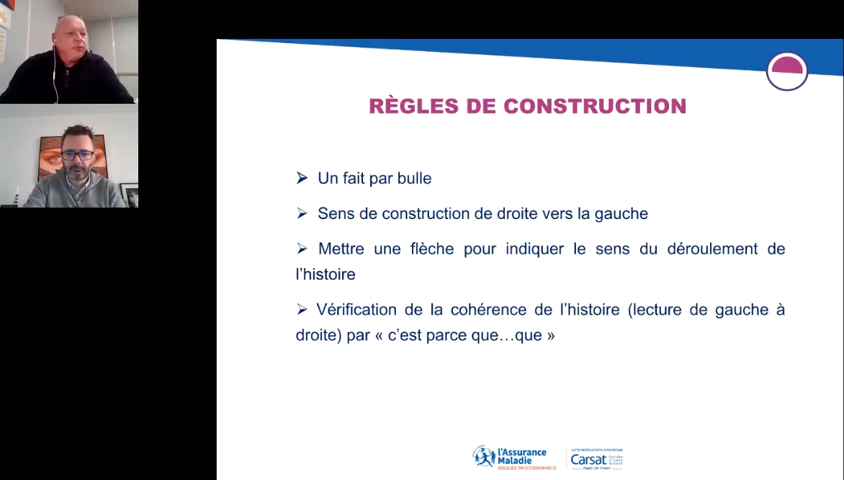 RÈGLES DE CONSTRUCTION
➢ Un fait par bulle
➢ Sens de construction de droite vers la gauche
➢ Mettre une flèche pour indiquer le sens du déroulement de
l'histoire
➢ Vérification de la cohérence de l'histoire (lecture de gauche à
droite) par « c'est parce que…que »
l'Assurance
Maladie
RISQUES PROFESSIONNELS
Carsat